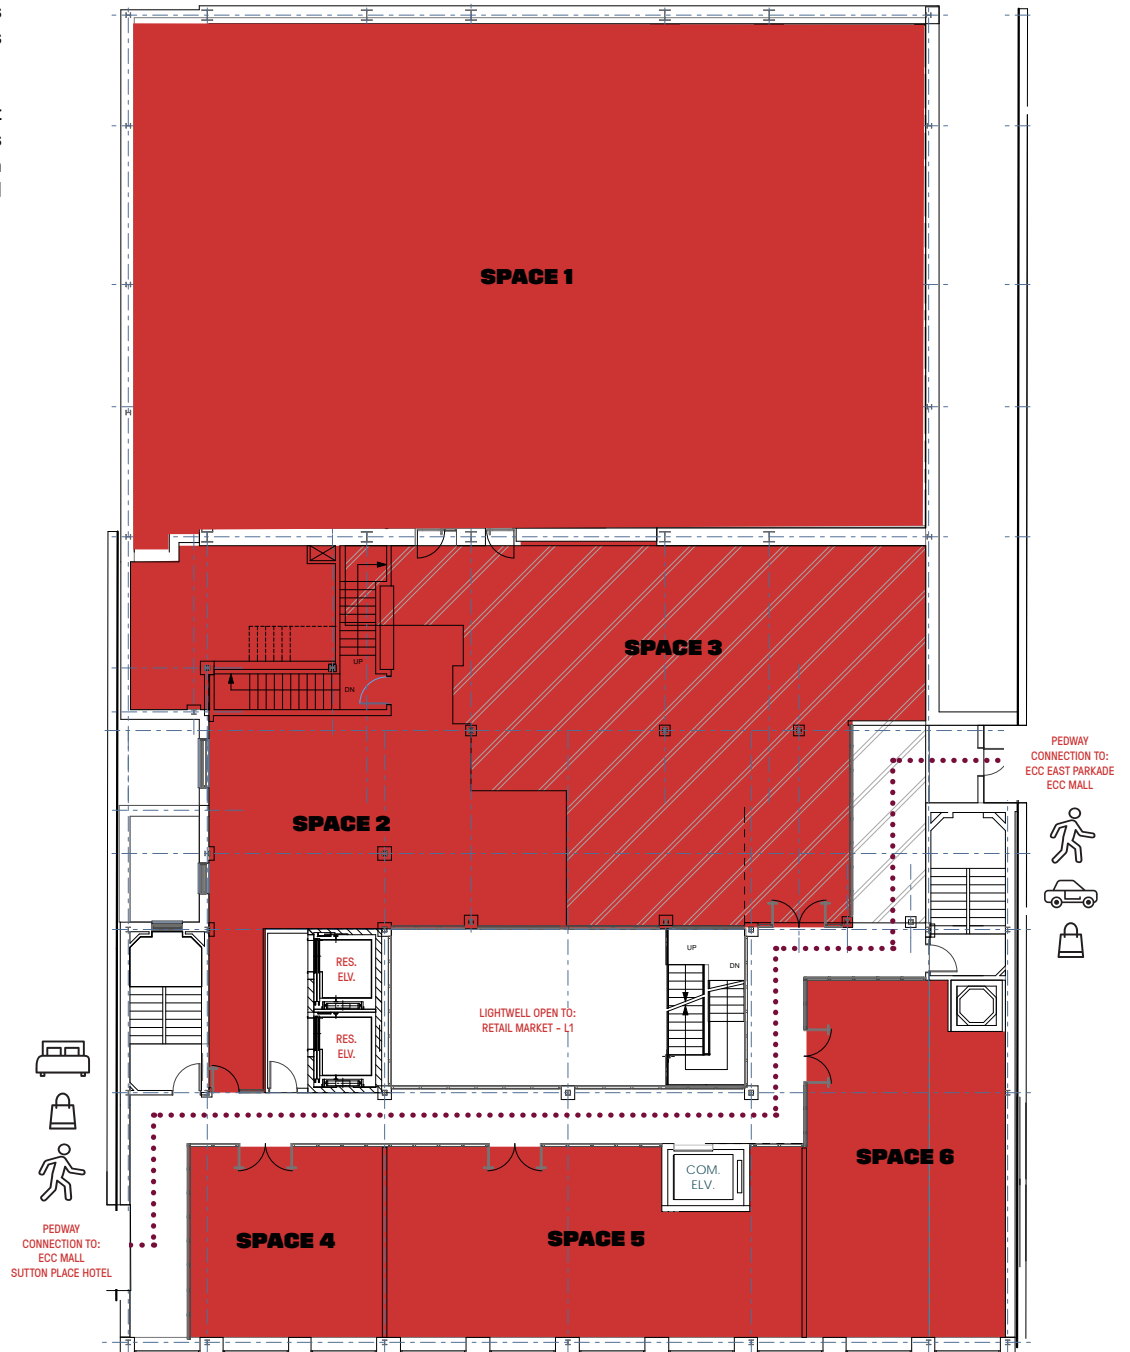 SPACE 1
SPACE 3
UP
DN
PEDWAY
CONNECTION TO:
ECC EAST PARKADE
ECC MALL
SPACE 2
RES.
ELV.
UP
DN
LIGHTWELL OPEN TO:
RETAIL MARKET - L1
RES.
ELV.
SPACE 6
COM.
ELV.
SPACE 4
SPACE 5
PEDWAY
CONNECTION TO:
ECC MALL
SUTTON PLACE HOTEL